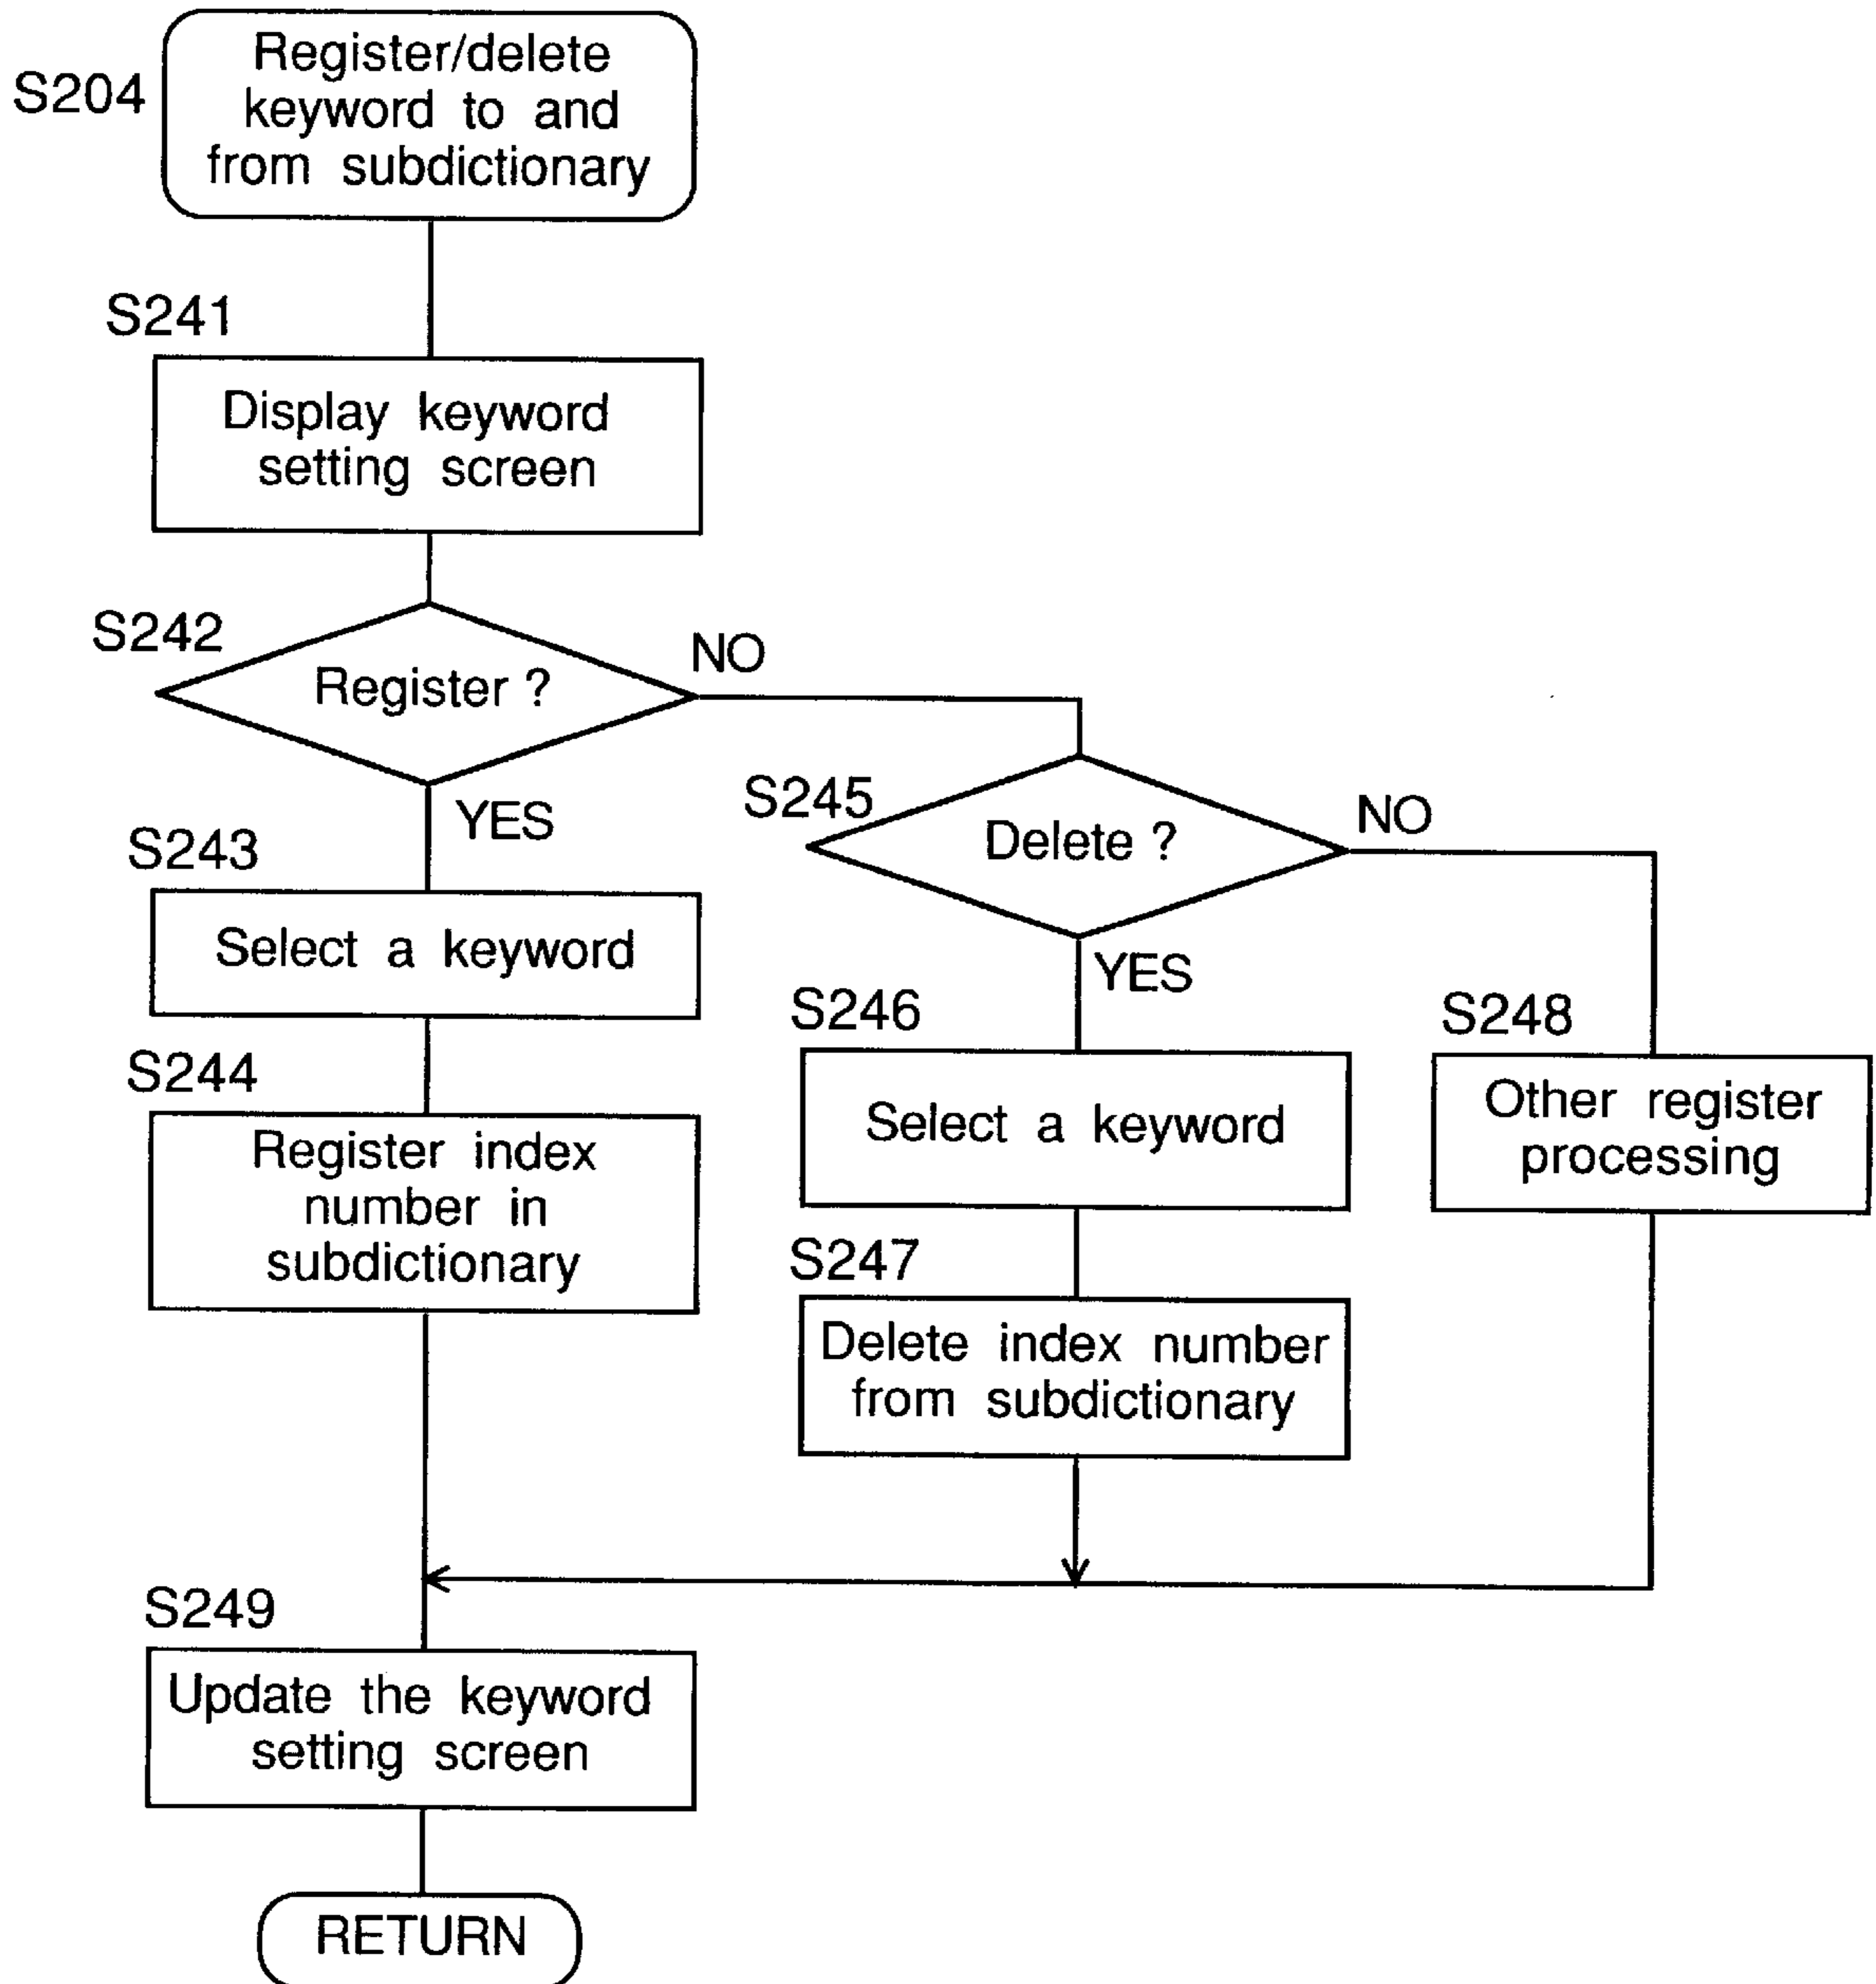 S204
Register/delete
keyword to and
from subdictionary
S241
Display keyword
setting screen
S242
Register ?
NO
YES
S243
Select a keyword
S244
Register index
number in
subdictionary
S245
Delete ?
NO
YES
S246
Select a keyword
S247
Delete index number
from subdictionary
S248
Other register
processing
S249
Update the keyword
setting screen
RETURN